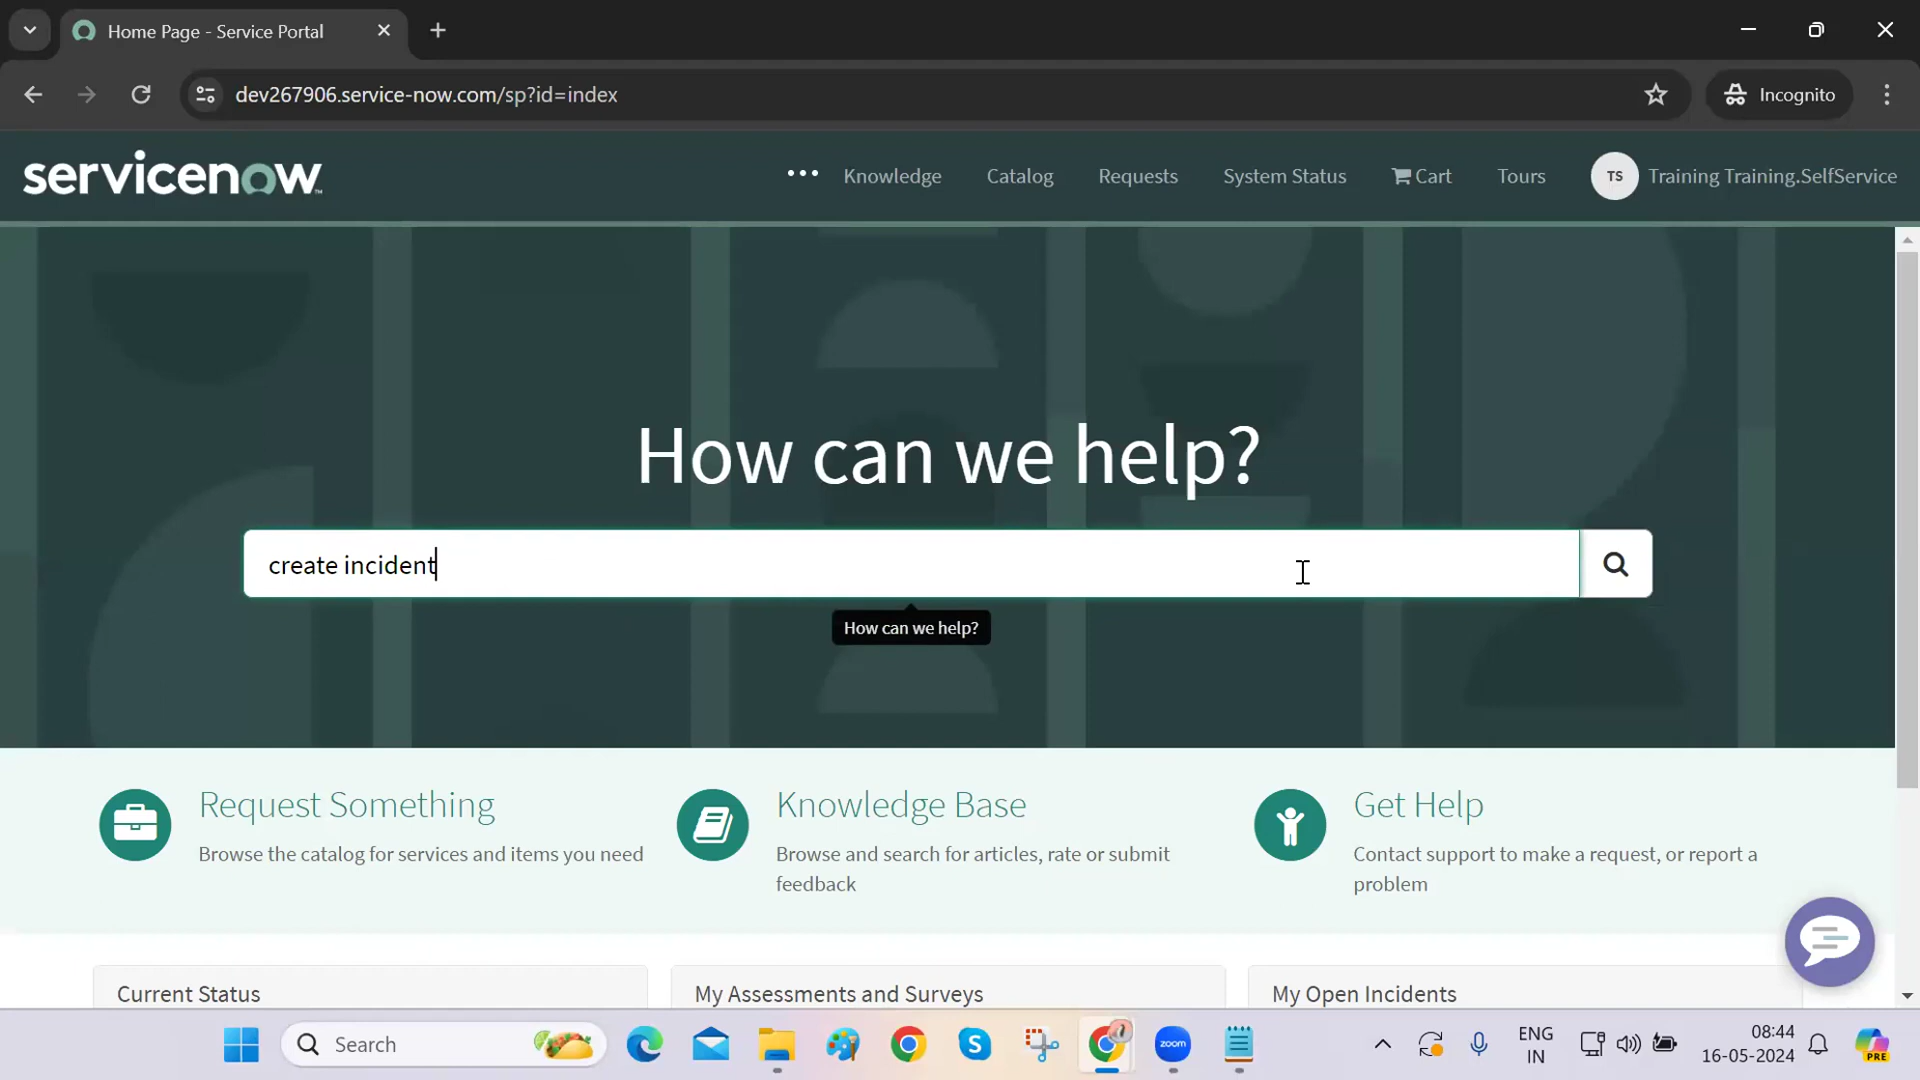 Home Page - Service Portal
dev267906.service-now.com/sp?id=index
Incognito
servicenow
Knowledge
Catalog
Requests
System Status
Cart
Tours
TS
Training Training.SelfService
How can we help?
create incident
How can we help?
Request Something
Browse the catalog for services and items you need
Knowledge Base
Browse and search for articles, rate or submit
feedback
Get Help
Contact support to make a request, or report a
problem
Current Status
My Assessments and Surveys
My Open Incidents
Search
zoom
ENG
IN
08:44
16-05-2024
PRE